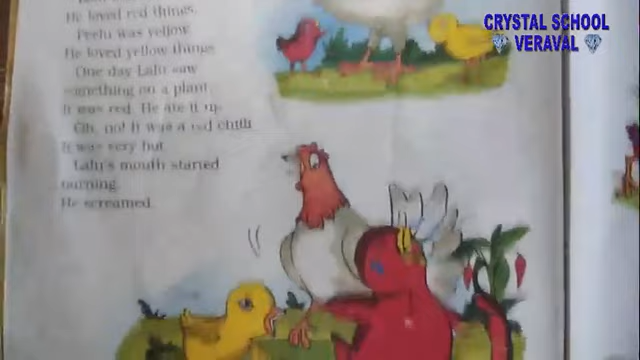 He loved red things.
Peelu was yellow.
He loved yellow things.
One day Lalu saw
something on a plant.
It was red. He ate it up.
Oh, no! It was a red chilli.
It was very hot.
Lalu's mouth started
burning.
He screamed.
CRYSTAL SCHOOL
VERAVAL